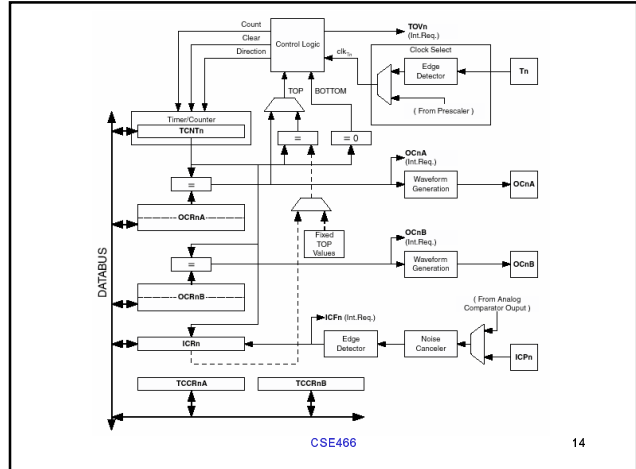 Count
Clear
Direction
Control Logic
TOVn
(Int.Req.)
clkTn
Clock Select
Edge
Detector
Tn
( From Prescaler )
TOP
BOTTOM
Timer/Counter
TCNTn
=
= 0
OCnA
(Int.Req.)
=
Waveform
Generation
OCnA
OCRnA
Fixed
TOP
Values
OCnB
(Int.Req.)
=
Waveform
Generation
OCnB
OCRnB
DATABUS
( From Analog
Comparator Ouput )
ICFn (Int.Req.)
ICRn
Edge
Detector
Noise
Canceler
ICPn
TCCRnA
TCCRnB
CSE466
14